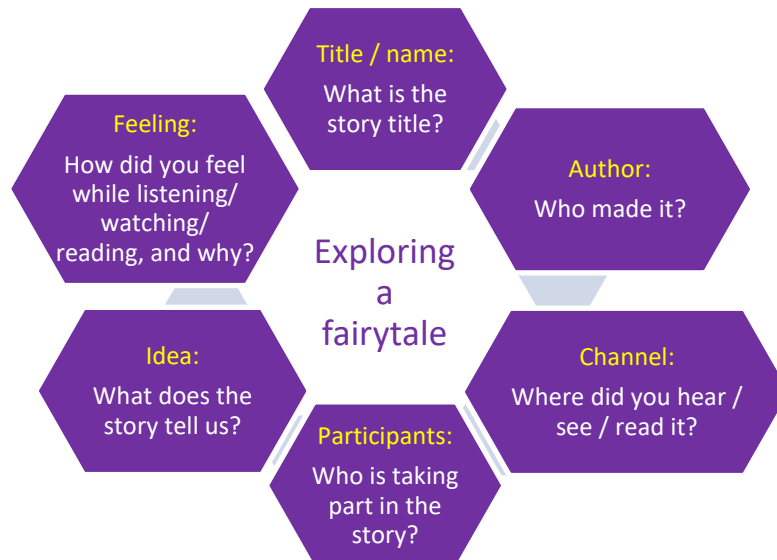 Title / name:
What is the
story title?
Author:
Who made it?
Channel:
Where did you hear /
see / read it?
Participants:
Who is taking
part in the
story?
Idea:
What does the
story tell us?
Feeling:
How did you feel
while listening/
watching/
reading, and why?
Exploring
a
fairytale